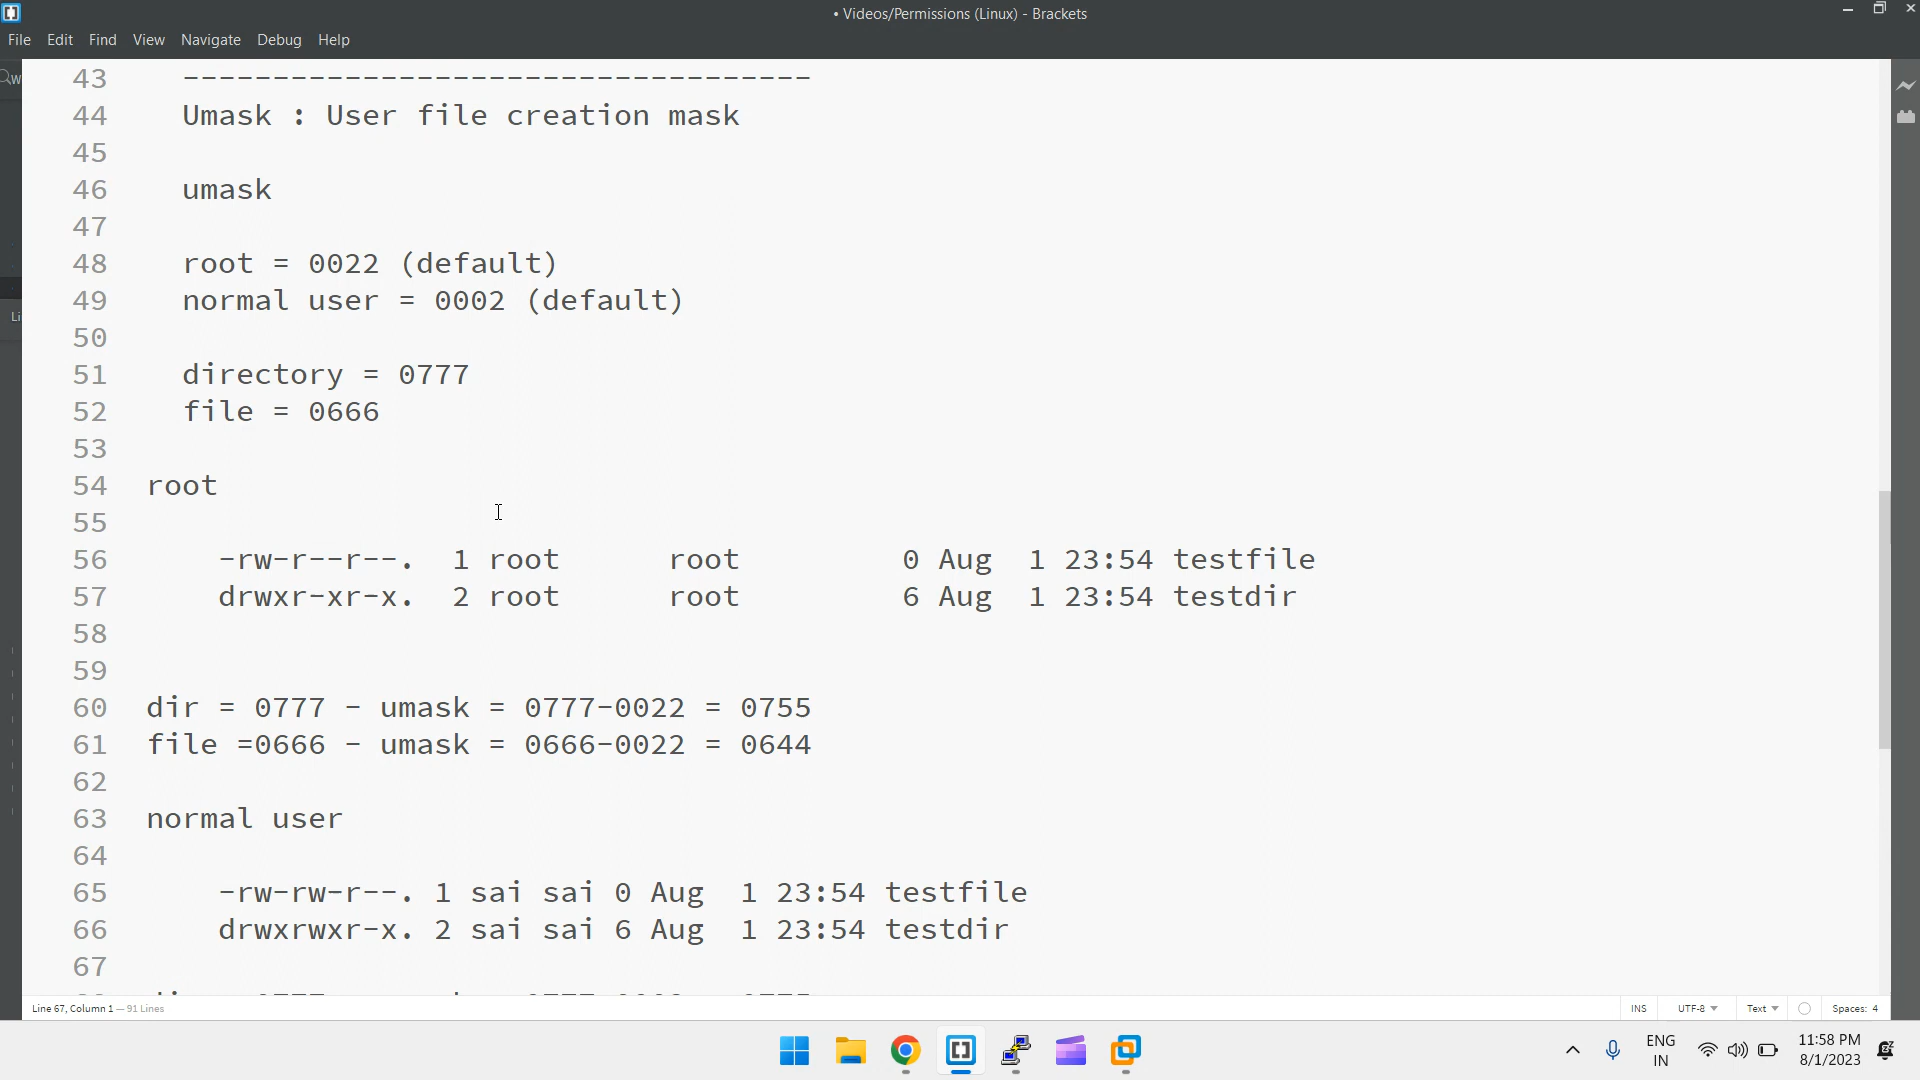 • Videos/Permissions (Linux) - Brackets
File Edit Find View Navigate Debug Help
43 -----------------------------------
44 Umask : User file creation mask
45
46 umask
47
48 root = 0022 (default)
49 normal user = 0002 (default)
50
51 directory = 0777
52 file = 0666
53
54 root
55
56 -rw-r--r--. 1 root root 0 Aug 1 23:54 testfile
57 drwxr-xr-x. 2 root root 6 Aug 1 23:54 testdir
58
59
60 dir = 0777 - umask = 0777-0022 = 0755
61 file =0666 - umask = 0666-0022 = 0644
62
63 normal user
64
65 -rw-rw-r--. 1 sai sai 0 Aug 1 23:54 testfile
66 drwxrwxr-x. 2 sai sai 6 Aug 1 23:54 testdir
67
Line 67, Column 1 — 91 Lines
INS UTF-8 Text Spaces: 4
ENG
IN
11:58 PM
8/1/2023